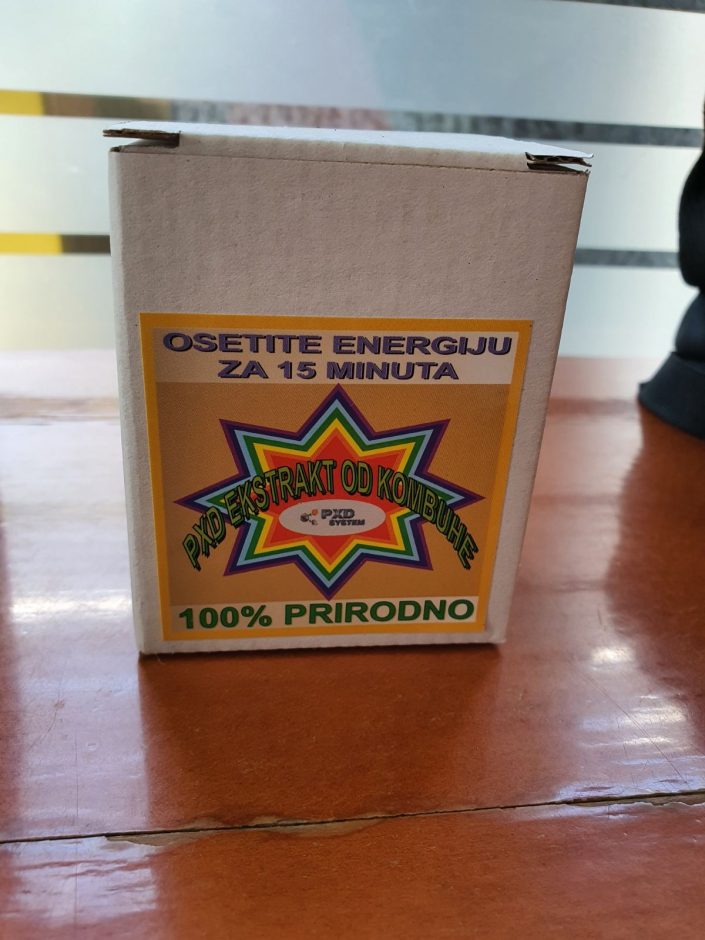 OSETITE ENERGIJU
ZA 15 MINUTA
PXD EKSTRAKT OD KOMBUHE
PXD
SYSTEM
100% PRIRODNO